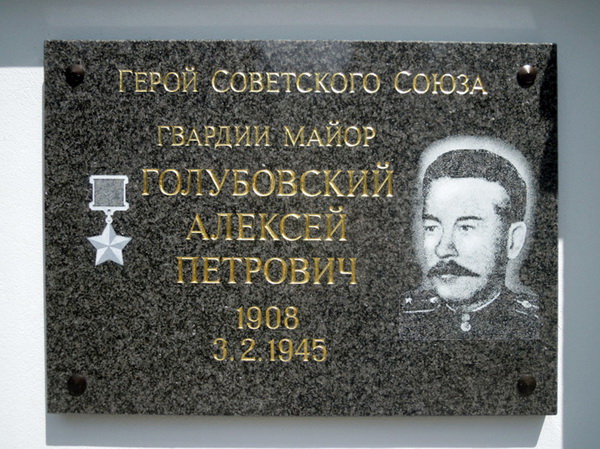 Герой Советского Союза
гвардии майор
ГОЛУБОВСКИЙ
АЛЕКСЕЙ
ПЕТРОВИЧ
1908
3.2.1945